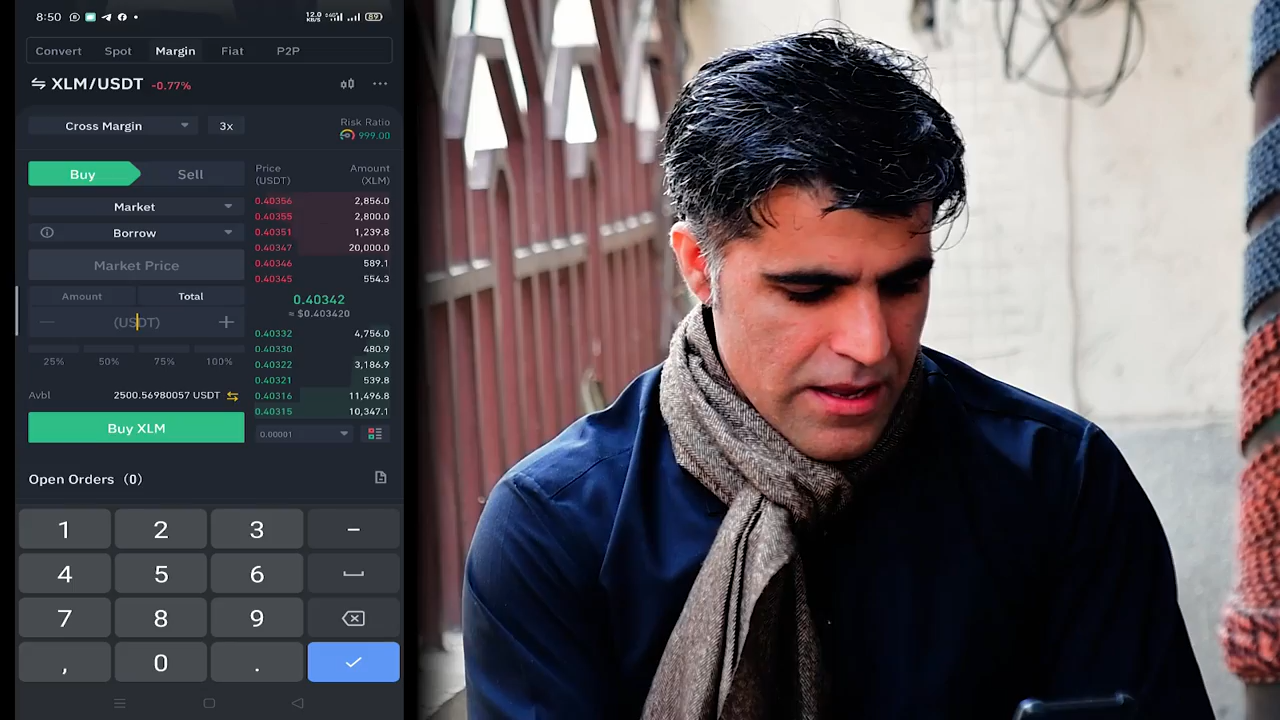 8:50
12.0 KB/S 4G+ 89
Convert Spot Margin Fiat P2P
XLM/USDT -0.77%
Cross Margin 3x
Risk Ratio
999.00
Buy Sell
Market
Borrow
Market Price
Amount Total
(USDT)
25% 50% 75% 100%
Avbl 2500.56980057 USDT
Buy XLM
Price (USDT) Amount (XLM)
0.40356 2,856.0
0.40355 2,800.0
0.40351 1,239.8
0.40347 20,000.0
0.40346 589.1
0.40345 554.3
0.40342
≈ $0.403420
0.40332 4,756.0
0.40330 480.9
0.40322 3,186.9
0.40321 539.8
0.40316 11,496.8
0.40315 10,347.1
0.00001
Open Orders (0)
1 2 3 -
4 5 6
7 8 9
, 0 .